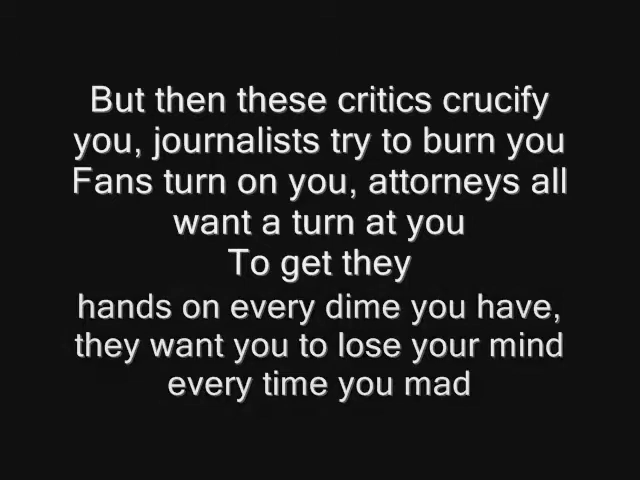 But then these critics crucify
you, journalists try to burn you
Fans turn on you, attorneys all
want a turn at you
To get they
hands on every dime you have,
they want you to lose your mind
every time you mad